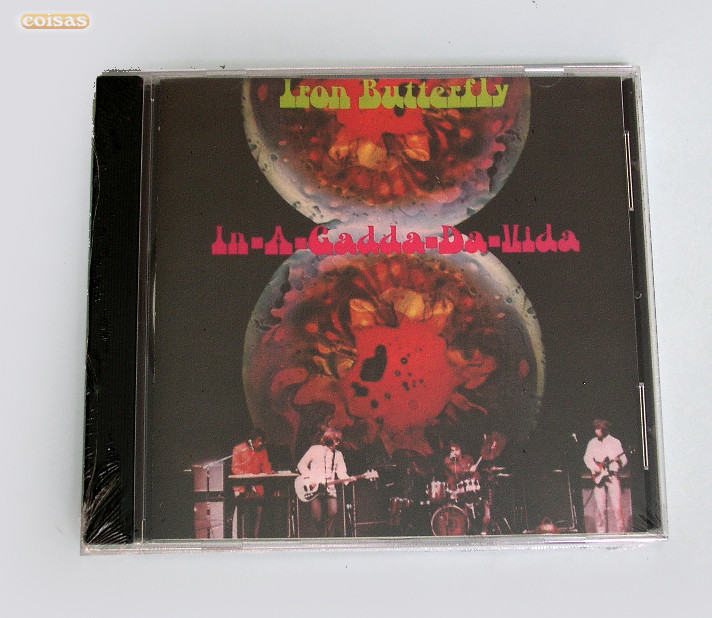 coisas
Iron Butterfly
In-A-Gadda-Da-Vida